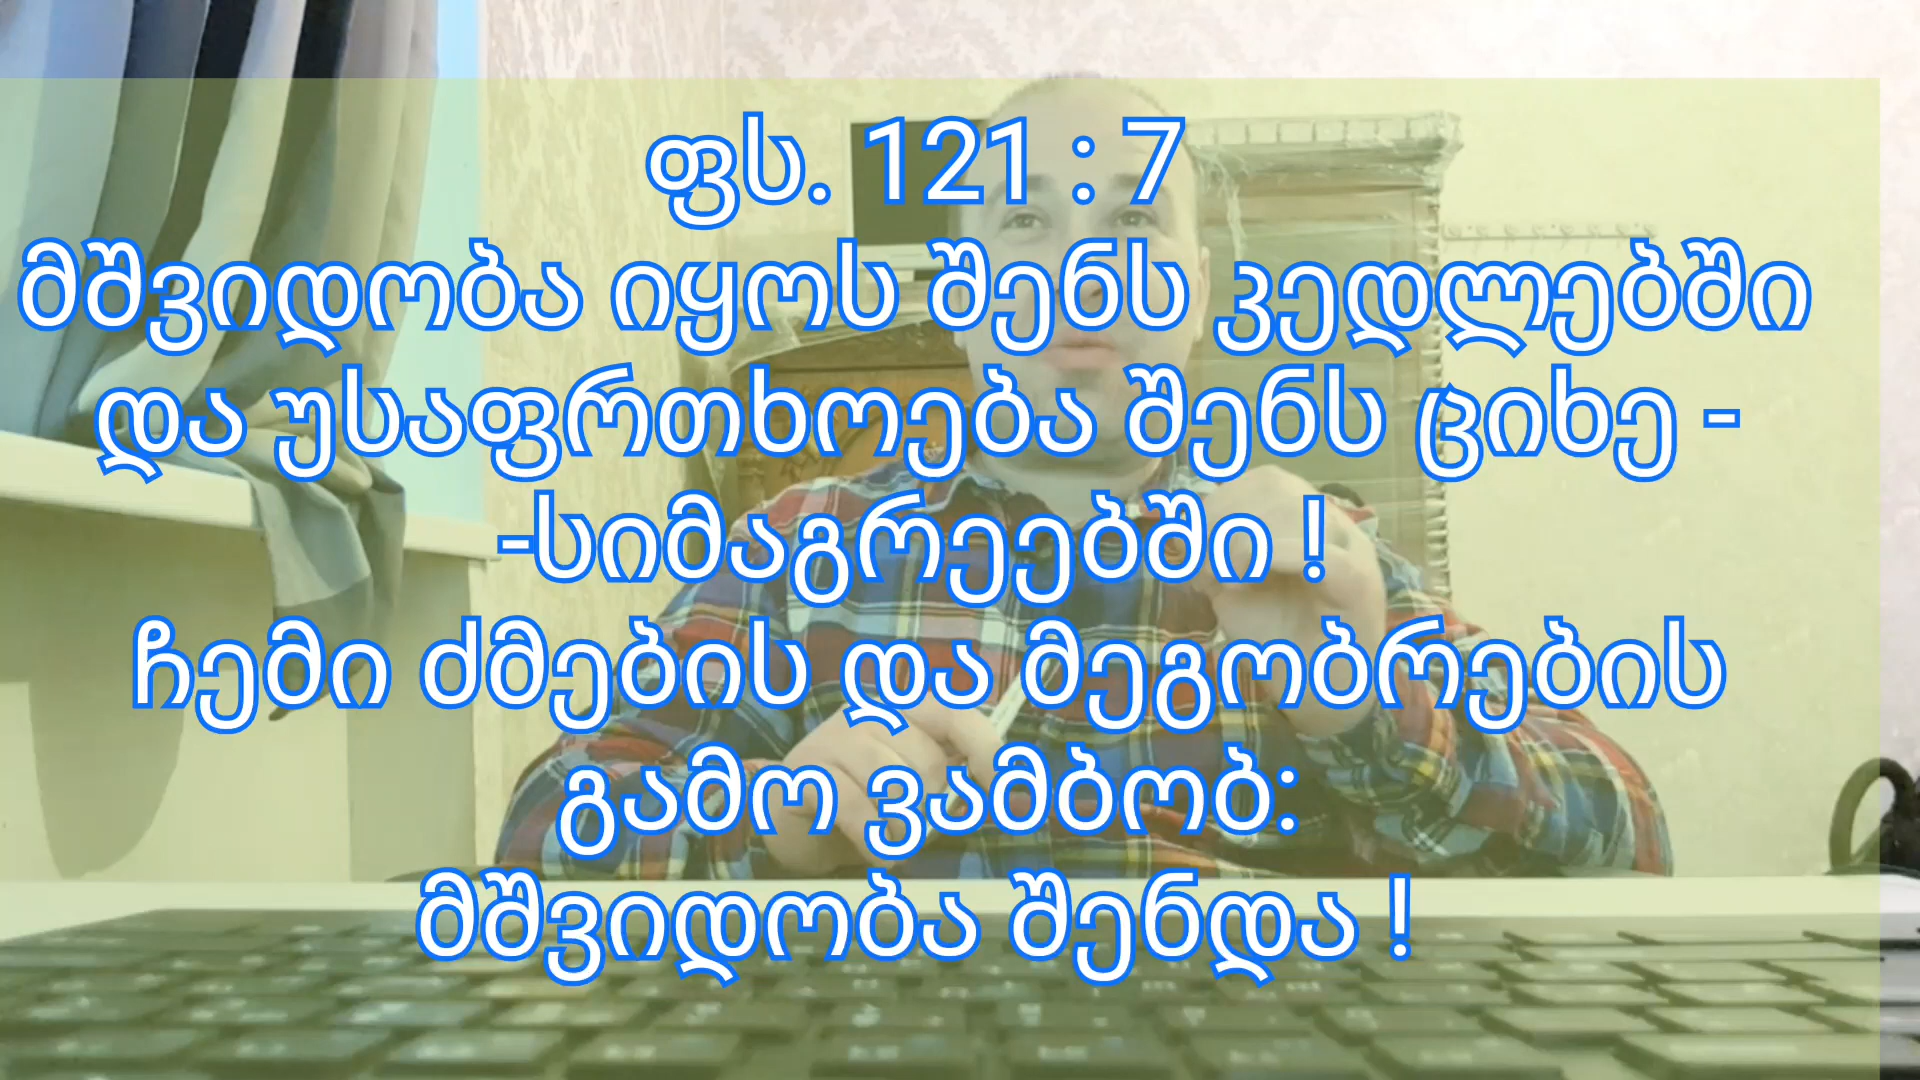 ფს. 121 : 7
მშვიდობა იყოს შენს კედლებში
და უსაფრთხოება შენს ციხე -
-სიმაგრეებში !
ჩემი ძმების და მეგობრების
გამო ვამბობ:
მშვიდობა შენდა !